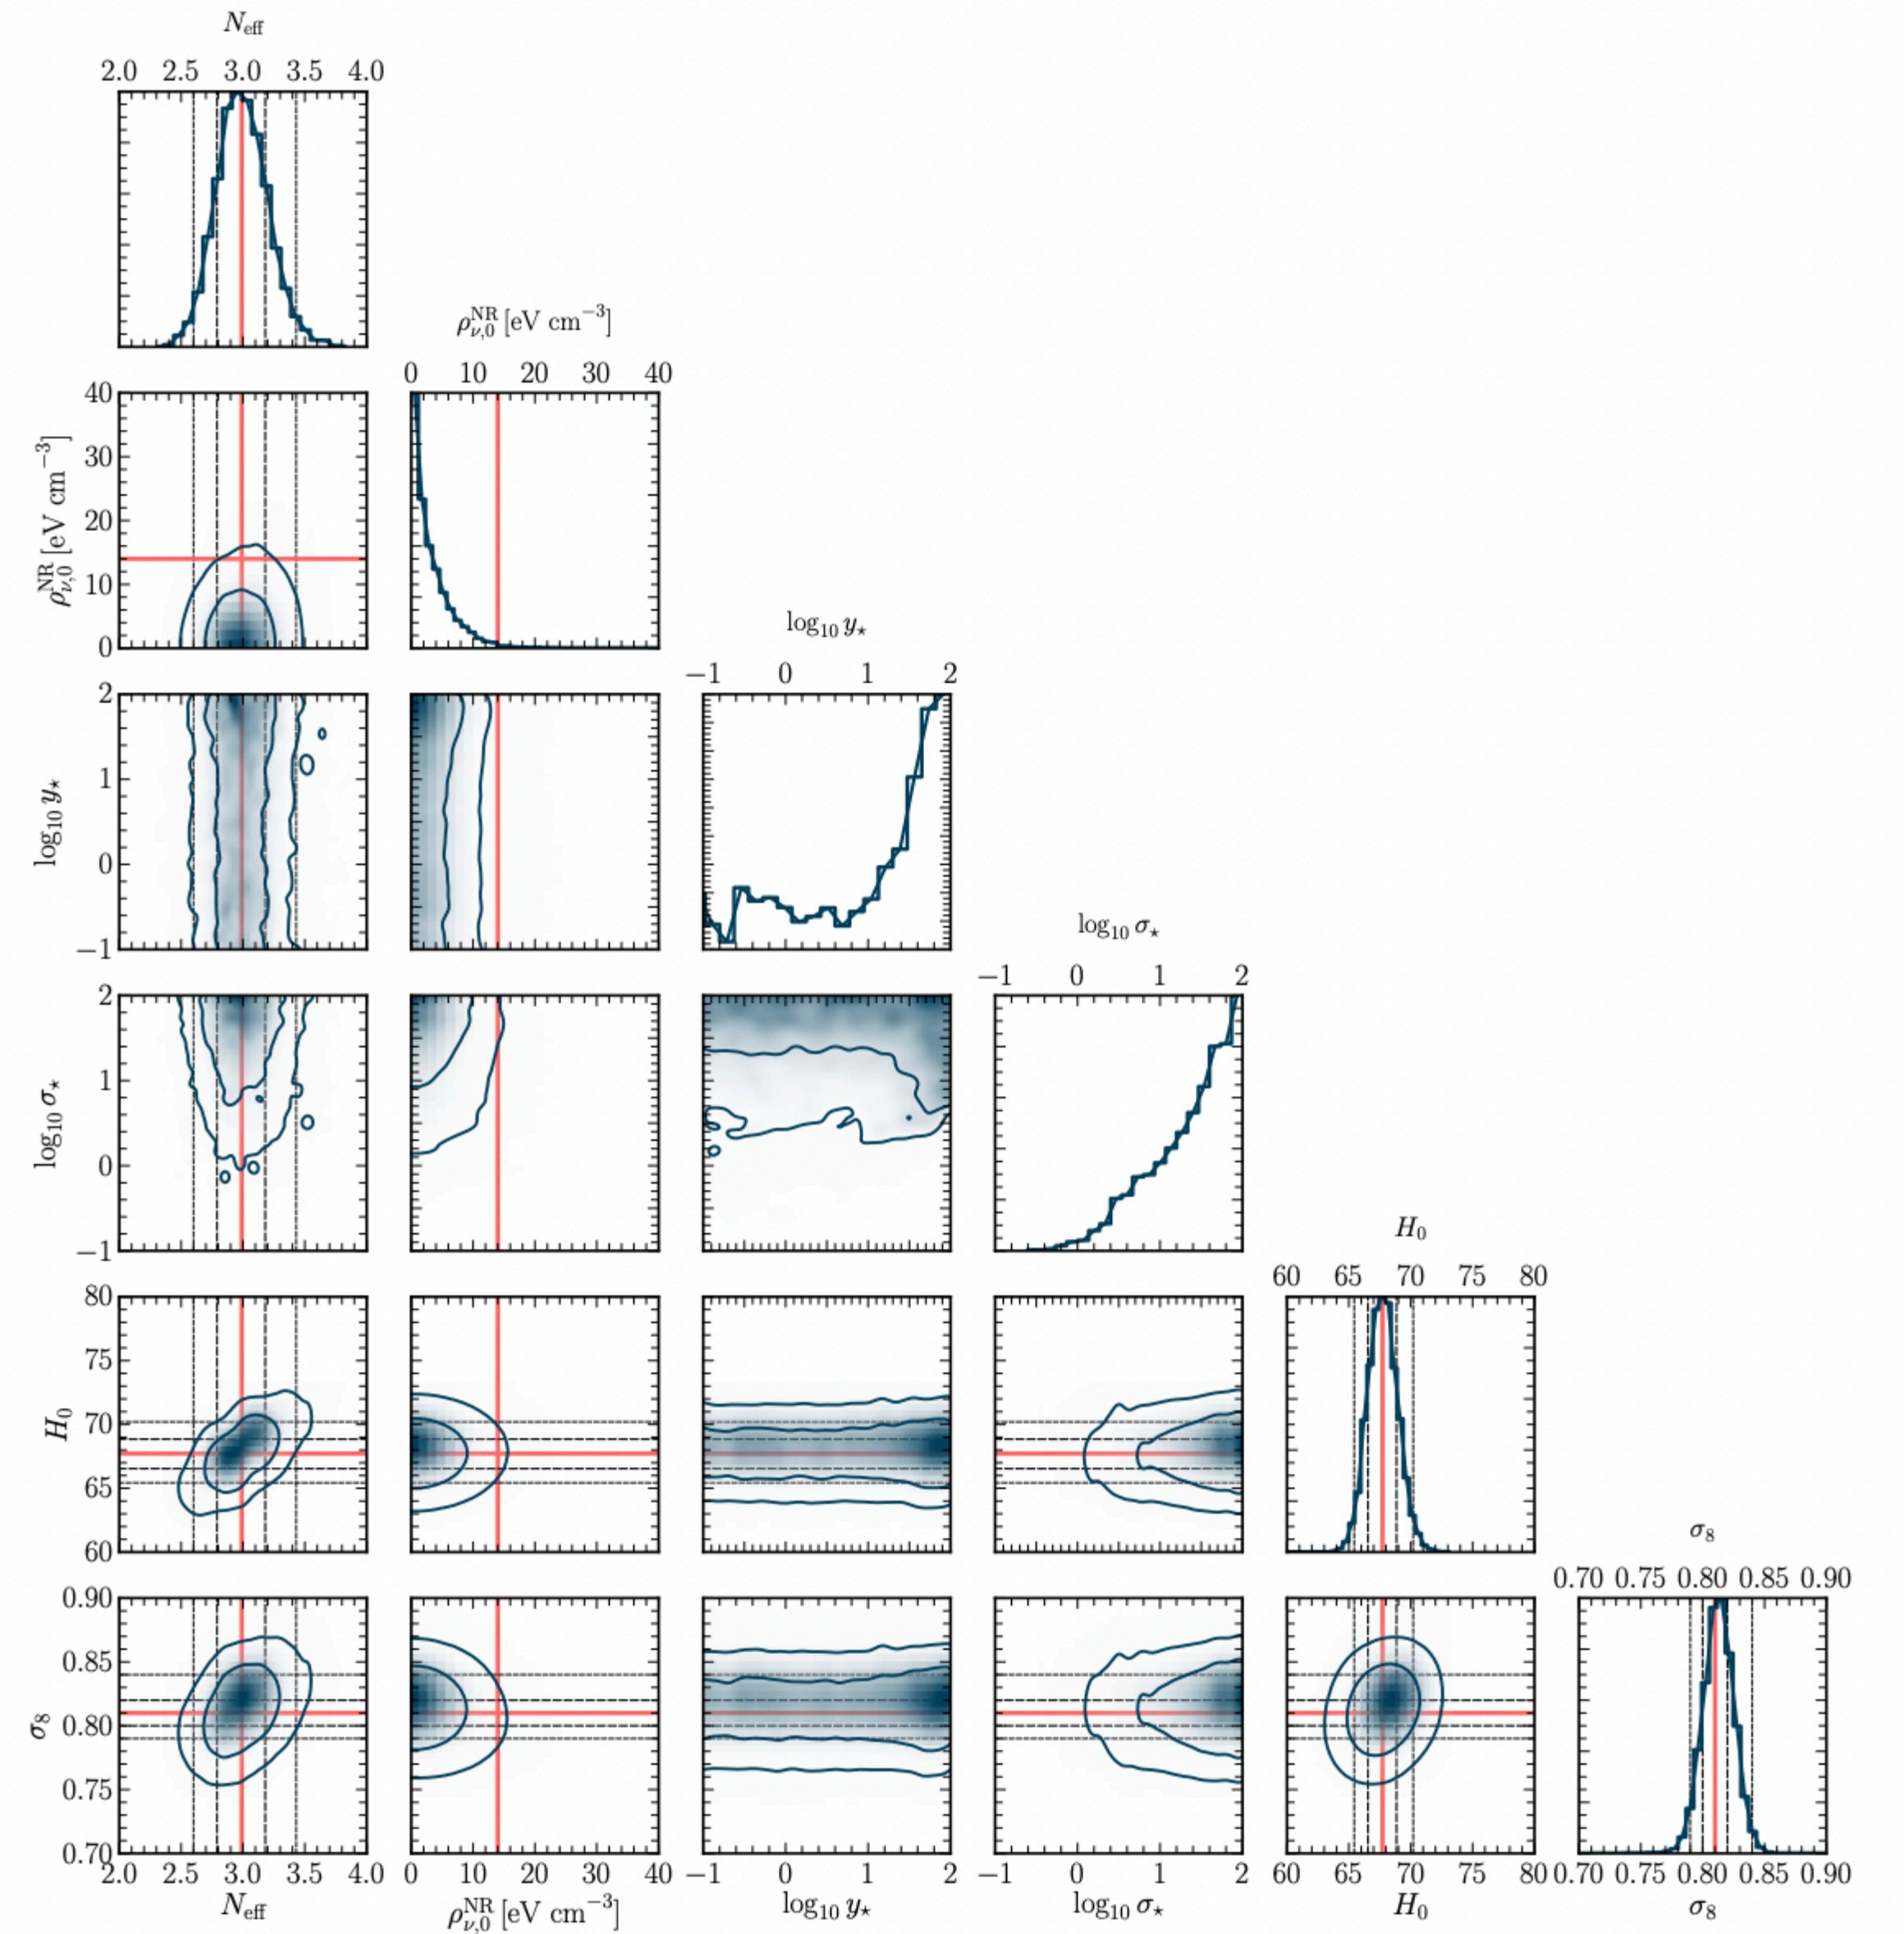 N_eff
2.0 2.5 3.0 3.5 4.0
ρ^NR_ν,0 [eV cm^−3]
0 10 20 30 40
40
30
20
10
0
ρ^NR_ν,0 [eV cm^−3]
log₁₀ y⋆
−1 0 1 2
2
1
0
−1
log₁₀ y⋆
log₁₀ σ⋆
−1 0 1 2
2
1
0
−1
log₁₀ σ⋆
H₀
60 65 70 75 80
80
75
70
65
60
H₀
σ₈
0.70 0.75 0.80 0.85 0.90
0.90
0.85
0.80
0.75
0.70
σ₈
2.0 2.5 3.0 3.5 4.0
N_eff
0 10 20 30 40
ρ^NR_ν,0 [eV cm^−3]
−1 0 1 2
log₁₀ y⋆
−1 0 1 2
log₁₀ σ⋆
60 65 70 75 80
H₀
0.70 0.75 0.80 0.85 0.90
σ₈